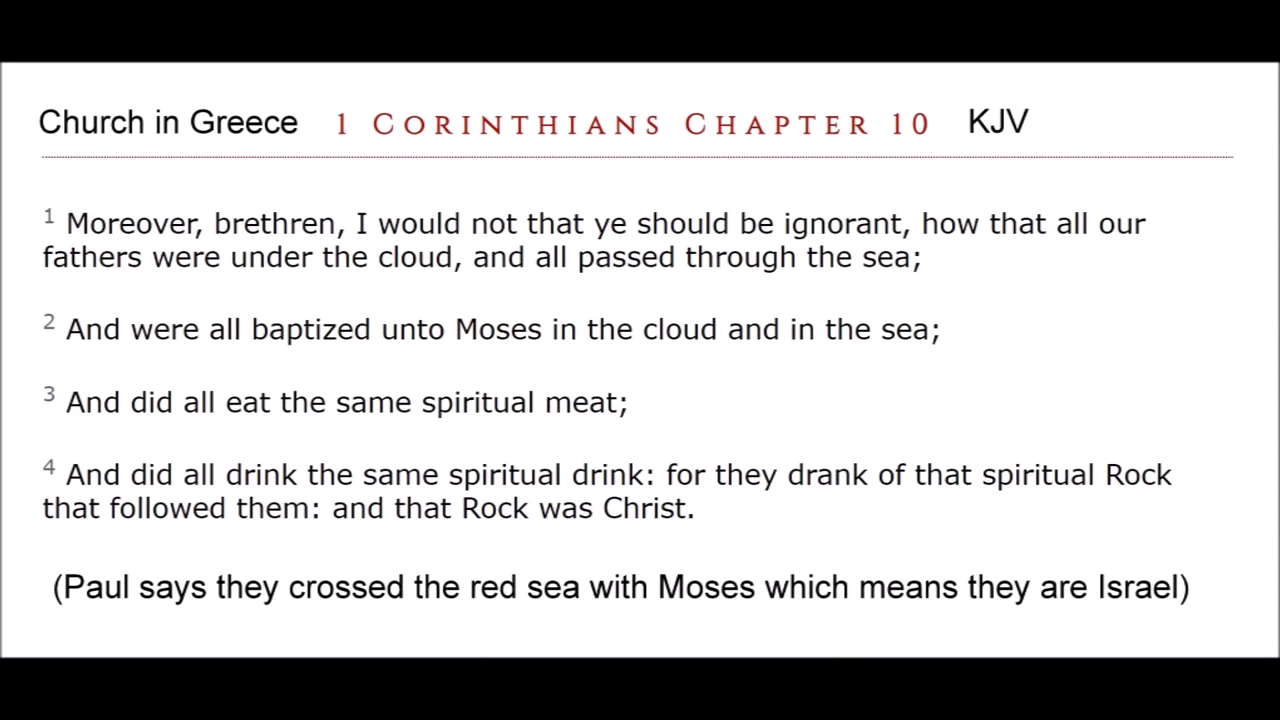 Church in Greece 1 Corinthians Chapter 10 KJV
1 Moreover, brethren, I would not that ye should be ignorant, how that all our
fathers were under the cloud, and all passed through the sea;
2 And were all baptized unto Moses in the cloud and in the sea;
3 And did all eat the same spiritual meat;
4 And did all drink the same spiritual drink: for they drank of that spiritual Rock
that followed them: and that Rock was Christ.
(Paul says they crossed the red sea with Moses which means they are Israel)